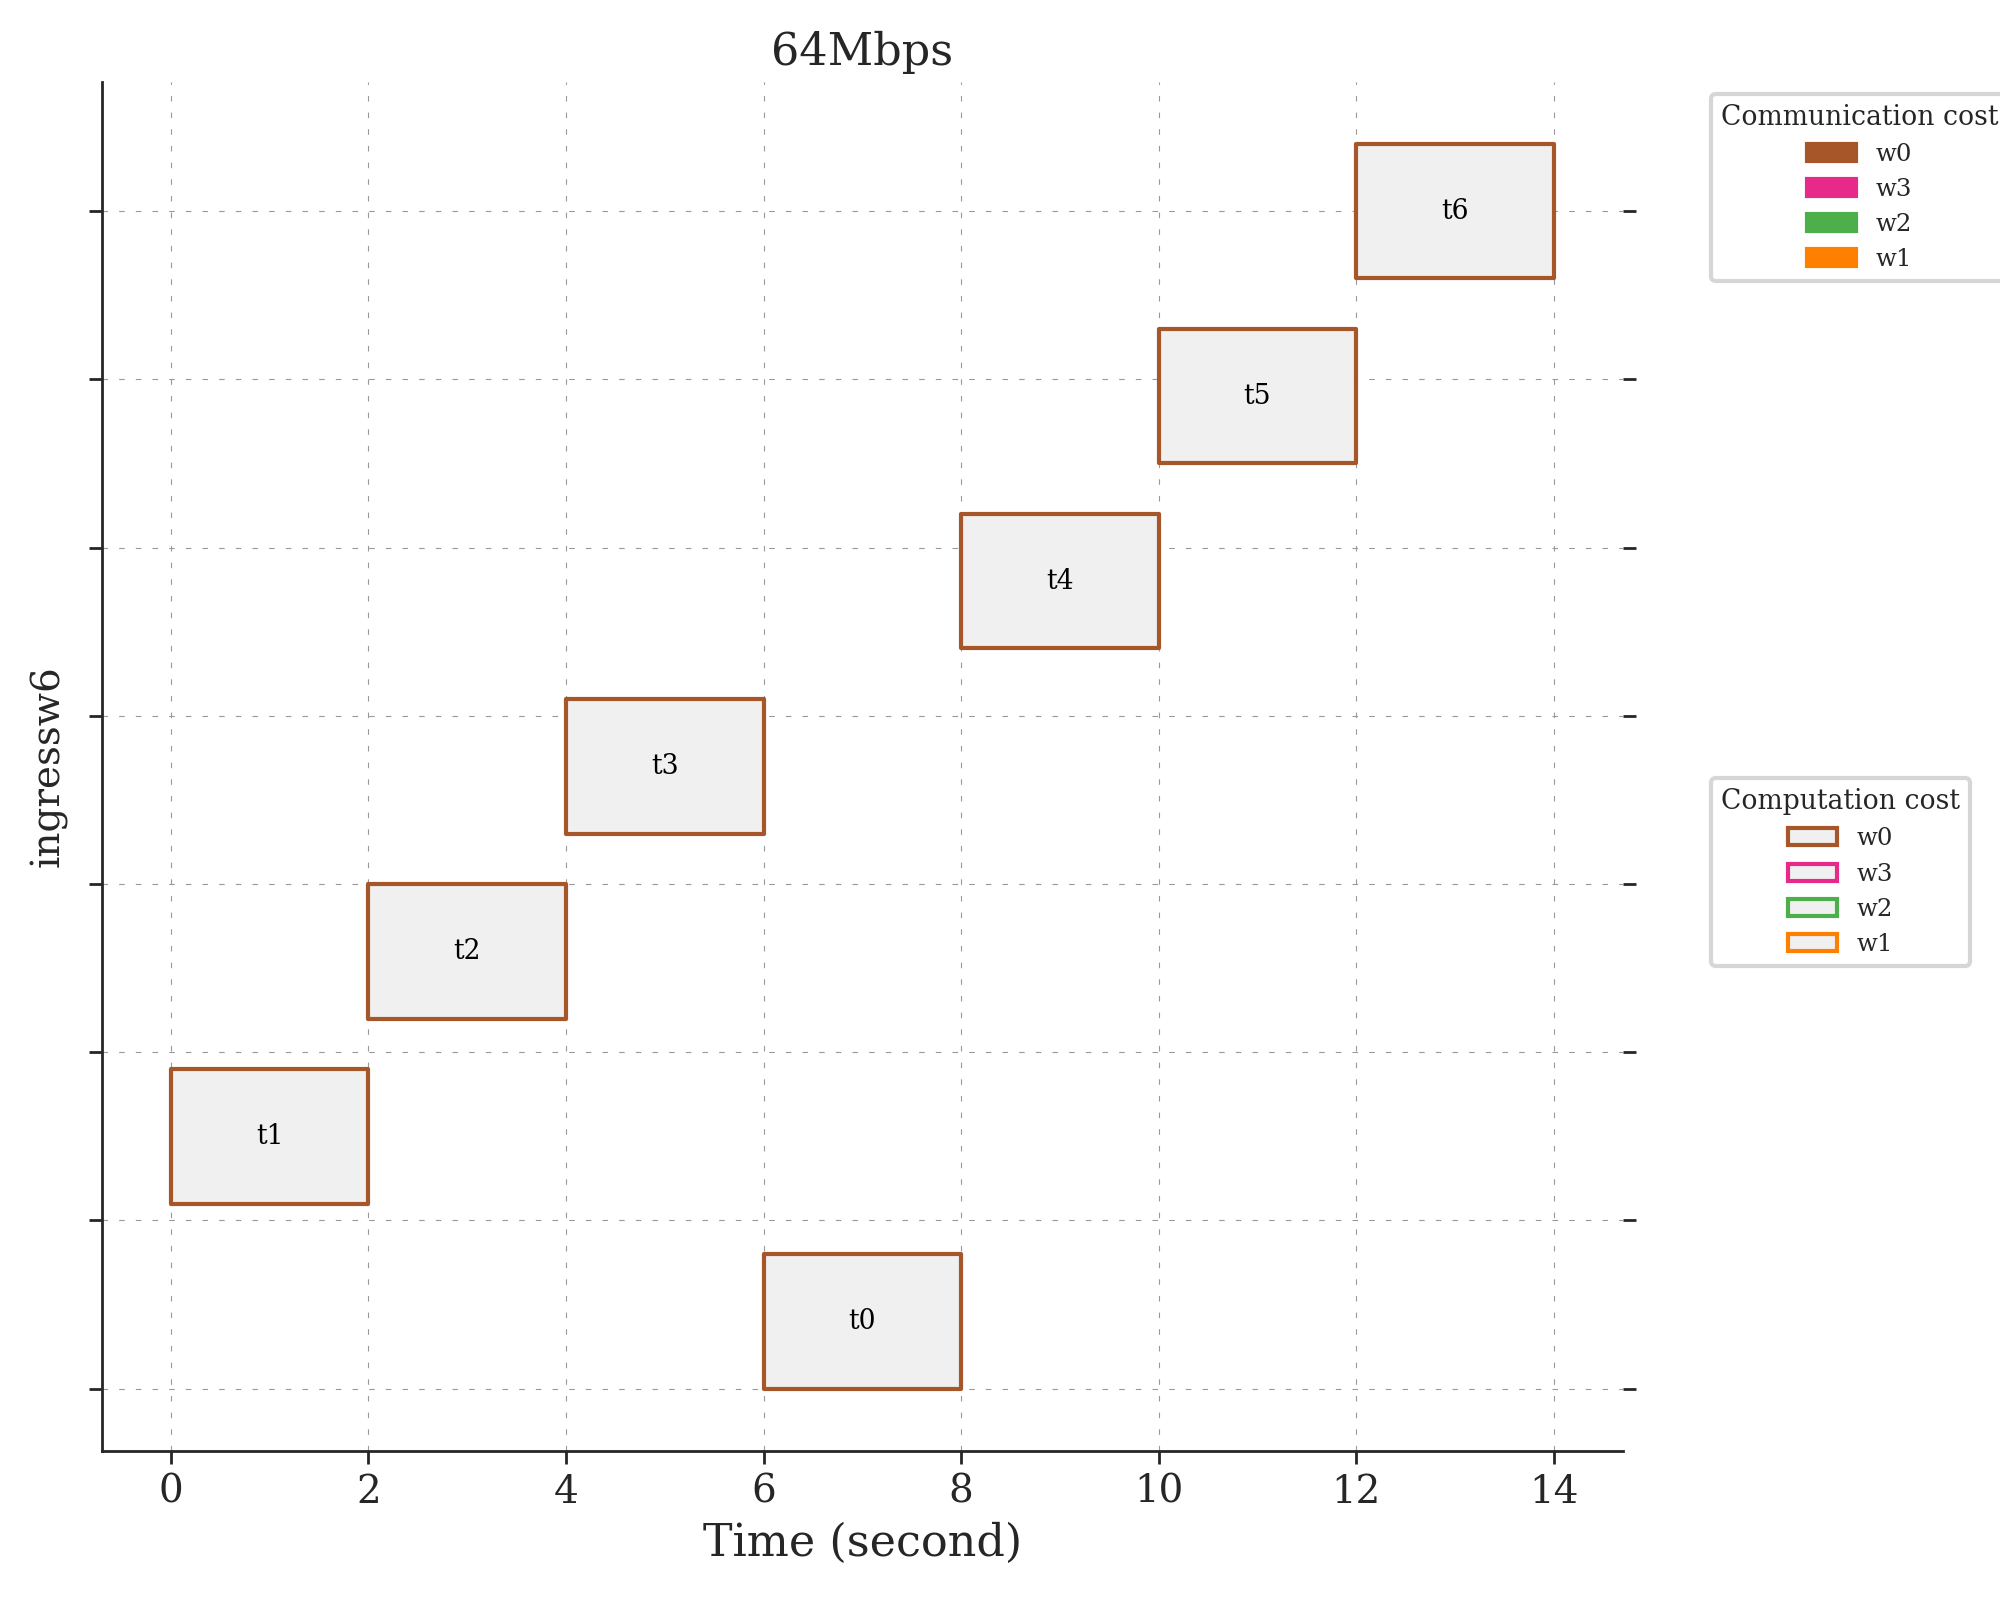 64Mbps
Communication cost
w0
w3
w2
w1
t6
t5
t4
t3
t2
t1
t0
ingressw6
Computation cost
w0
w3
w2
w1
0 2 4 6 8 10 12 14
Time (second)